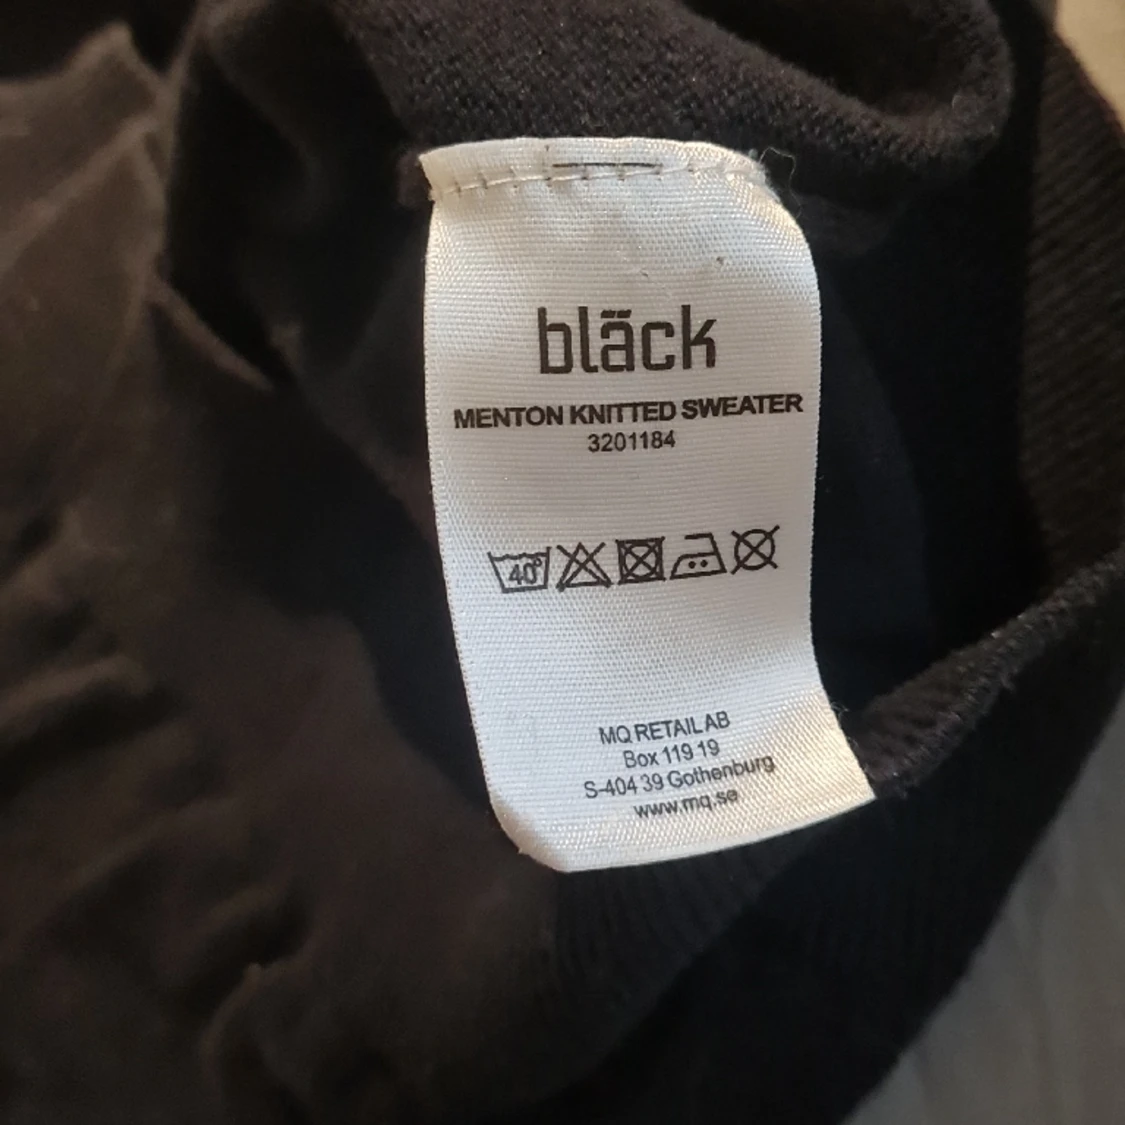 bläck
MENTON KNITTED SWEATER
3201184
40°
MQ RETAIL AB
Box 119 19
S-404 39 Gothenburg
www.mq.se